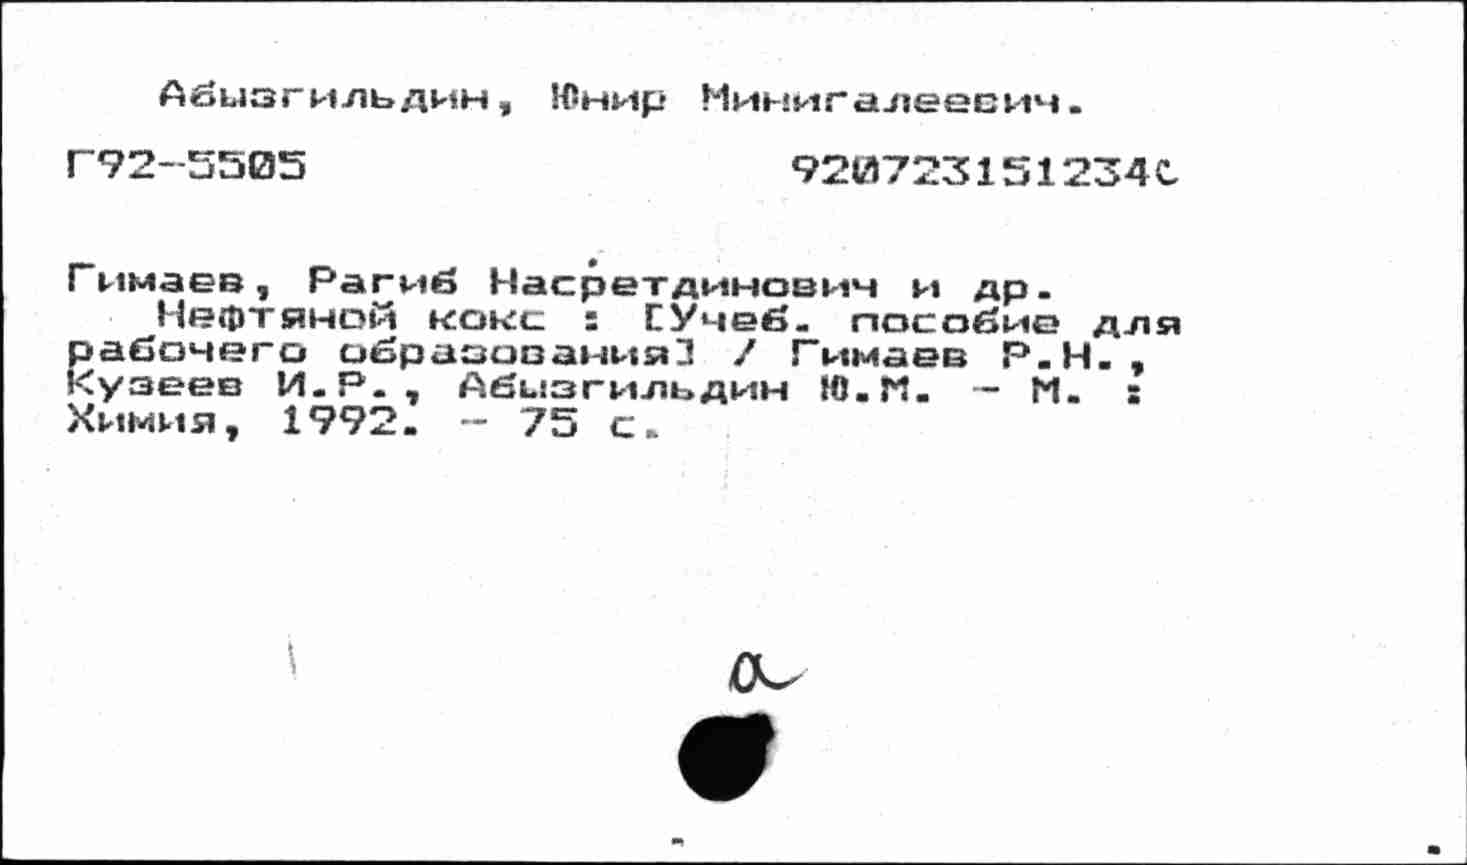 Абызгильдин, Юнир Минигалеевич.
Г92-5505 920723151234С
Гимаев, Рагиб Насретдинович и др.
Нефтяной кокс : [Учеб. пособие для
рабочего образования] / Гимаев Р.Н.,
Кузеев И.Р., Абызгильдин Ю.М. - М. :
Химия, 1992. - 75 с.
а